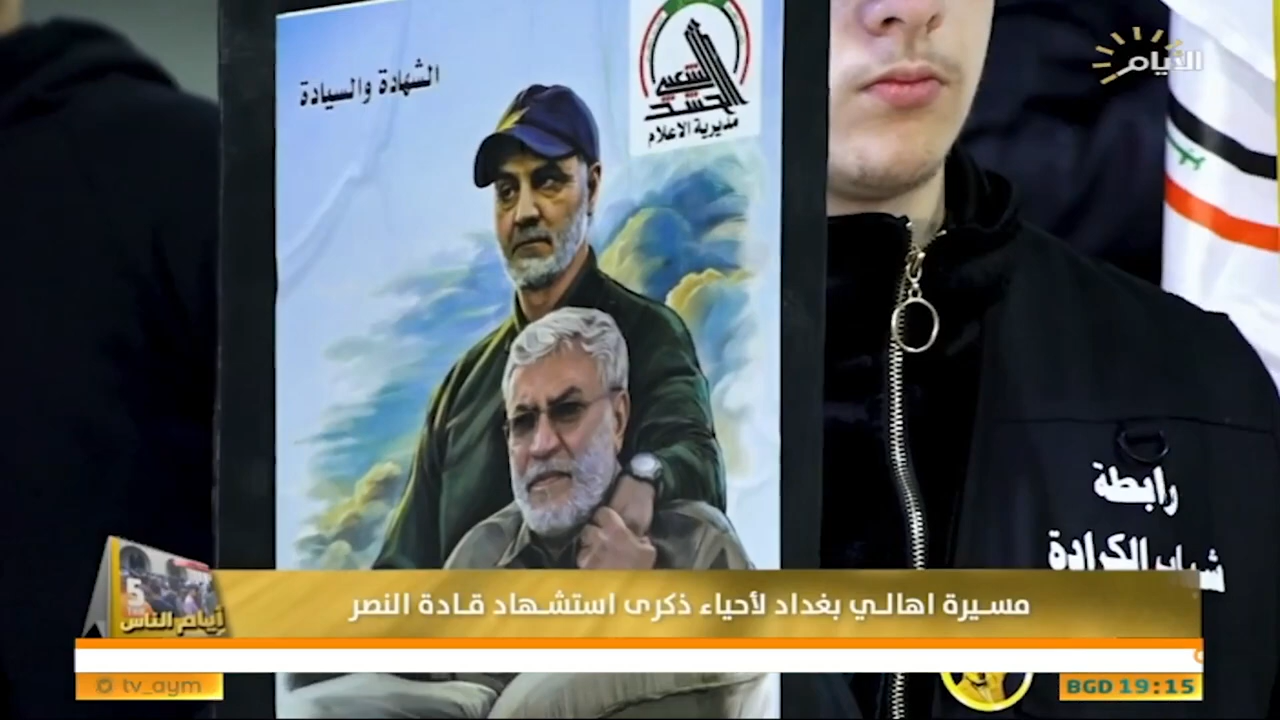 الأيام
الشهادة والسيادة
الحشد الشعبي
مديرية الاعلام
رابطة
شباب الكرادة
مسيرة اهالي بغداد لأحياء ذكرى استشهاد قادة النصر
5
أيام الناس
tv_aym
BGD 19:15